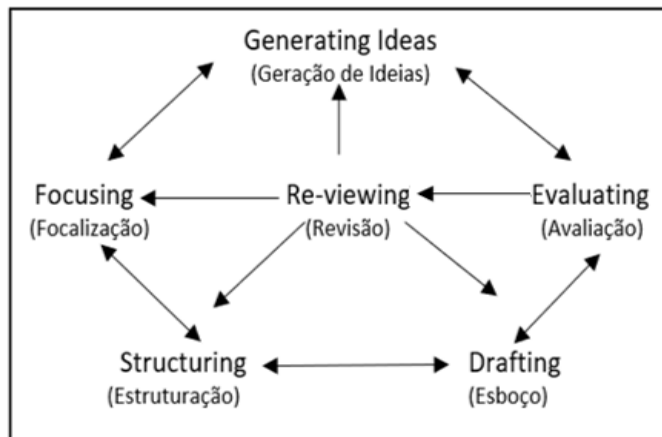 Generating Ideas
(Geração de Ideias)
Focusing
(Focalização)
Re-viewing
(Revisão)
Evaluating
(Avaliação)
Structuring
(Estruturação)
Drafting
(Esboço)